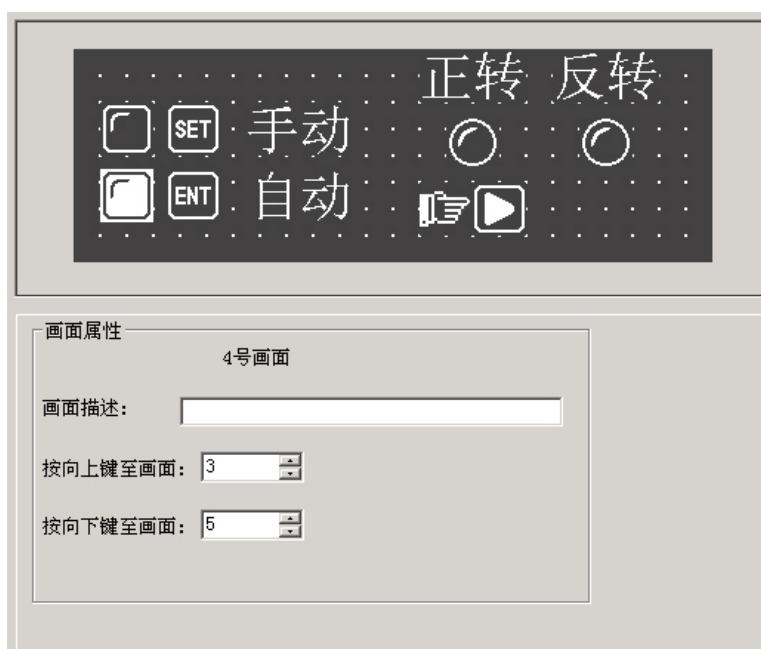 正转 反转
SET 手动
ENT 自动
画面属性
4号画面
画面描述：
按向上键至画面： 3
按向下键至画面： 5